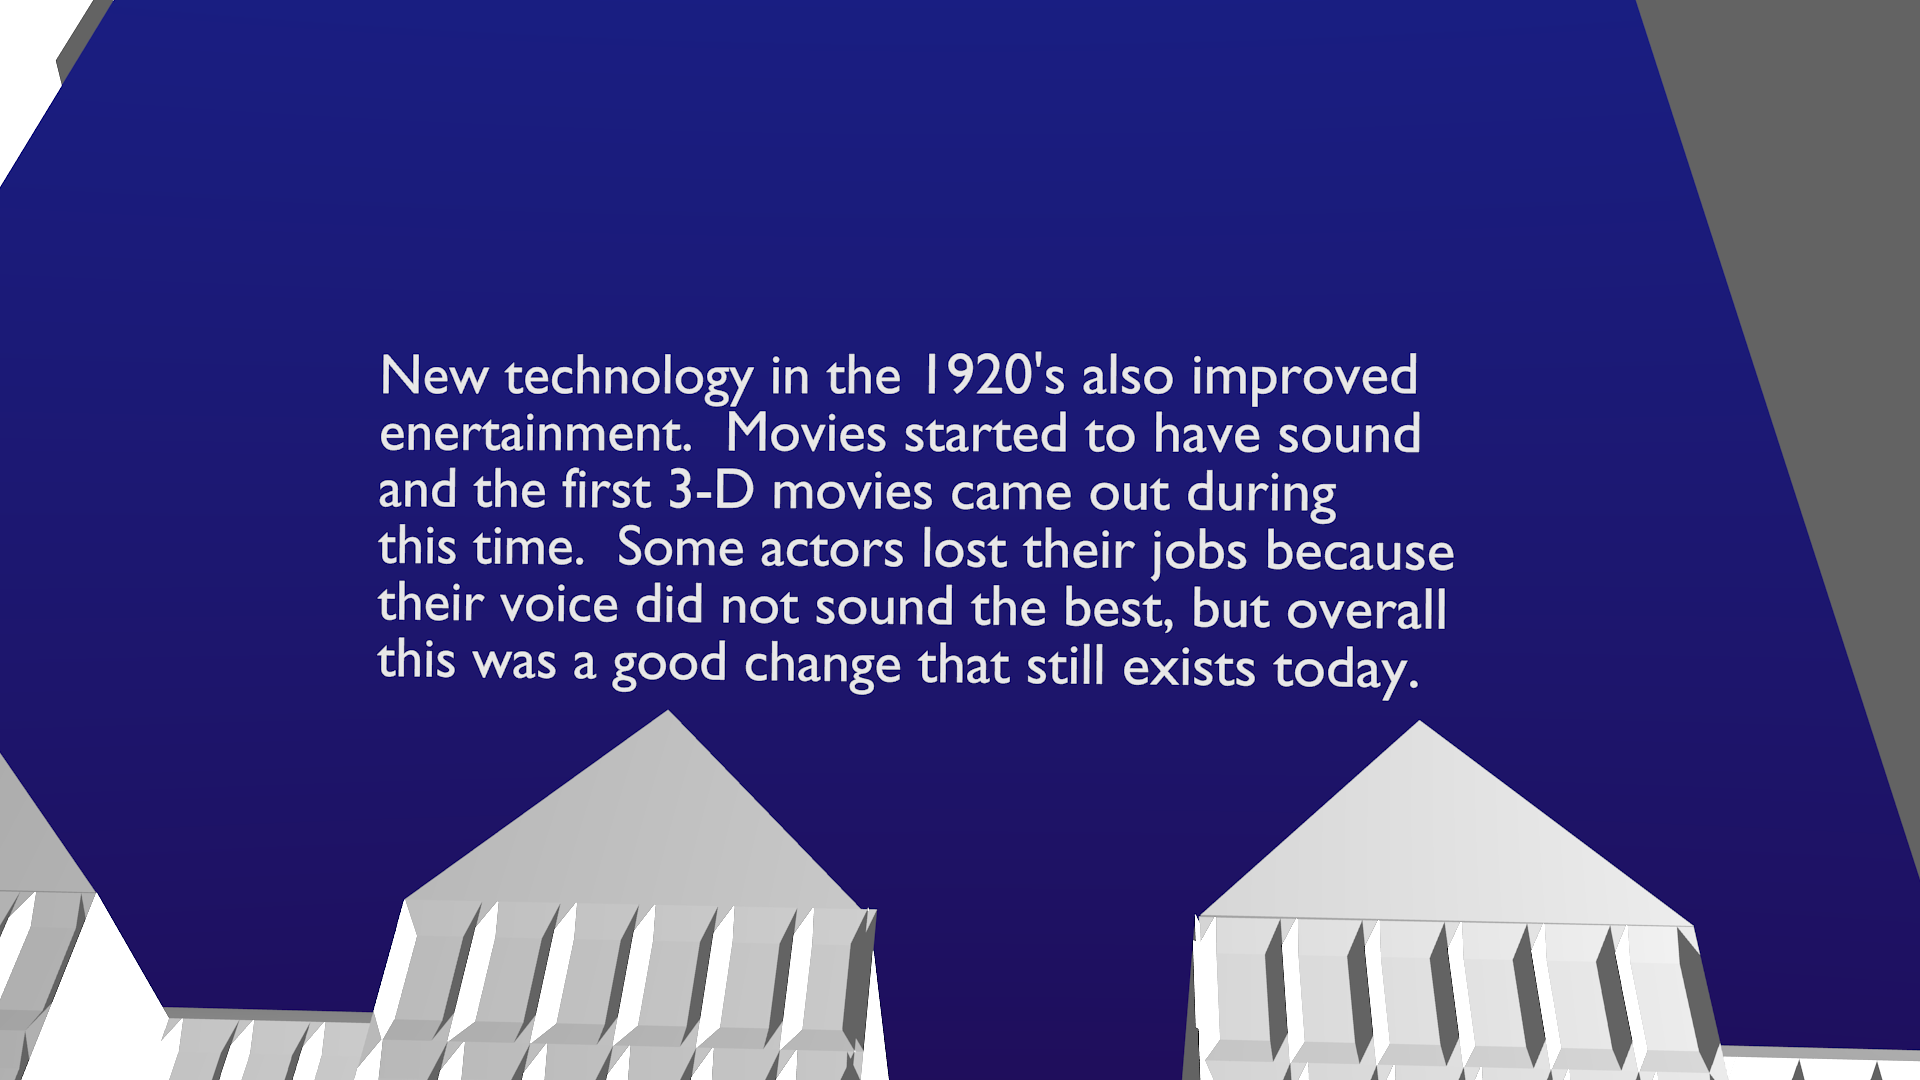 New technology in the 1920's also improved
enertainment.  Movies started to have sound
and the first 3-D movies came out during
this time.  Some actors lost their jobs because
their voice did not sound the best, but overall
this was a good change that still exists today.